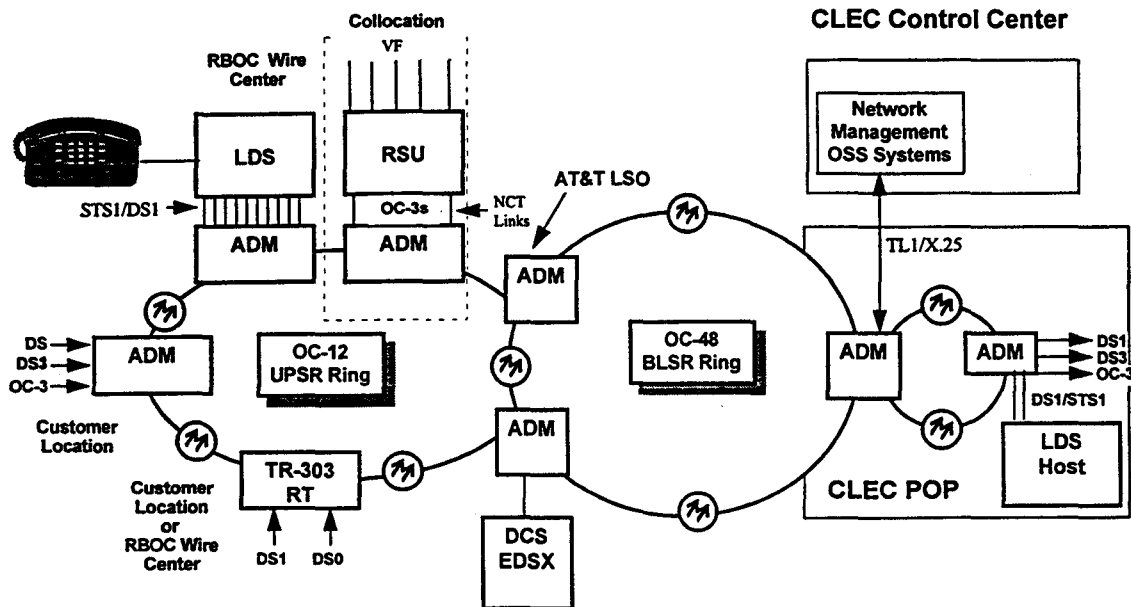 Collocation
VF
CLEC Control Center
RBOC Wire
Center
Network
Management
OSS Systems
LDS
RSU
AT&T LSO
STS1/DS1
OC-3s
NCT
Links
ADM
ADM
ADM
TL1/X.25
DS
DS3
OC-3
ADM
OC-12
UPSR Ring
OC-48
BLSR Ring
ADM
ADM
DS1
DS3
OC-3
DS1/STS1
Customer
Location
ADM
LDS
Host
TR-303
RT
CLEC POP
Customer
Location
or
RBOC Wire
Center
DS1
DS0
DCS
EDSX